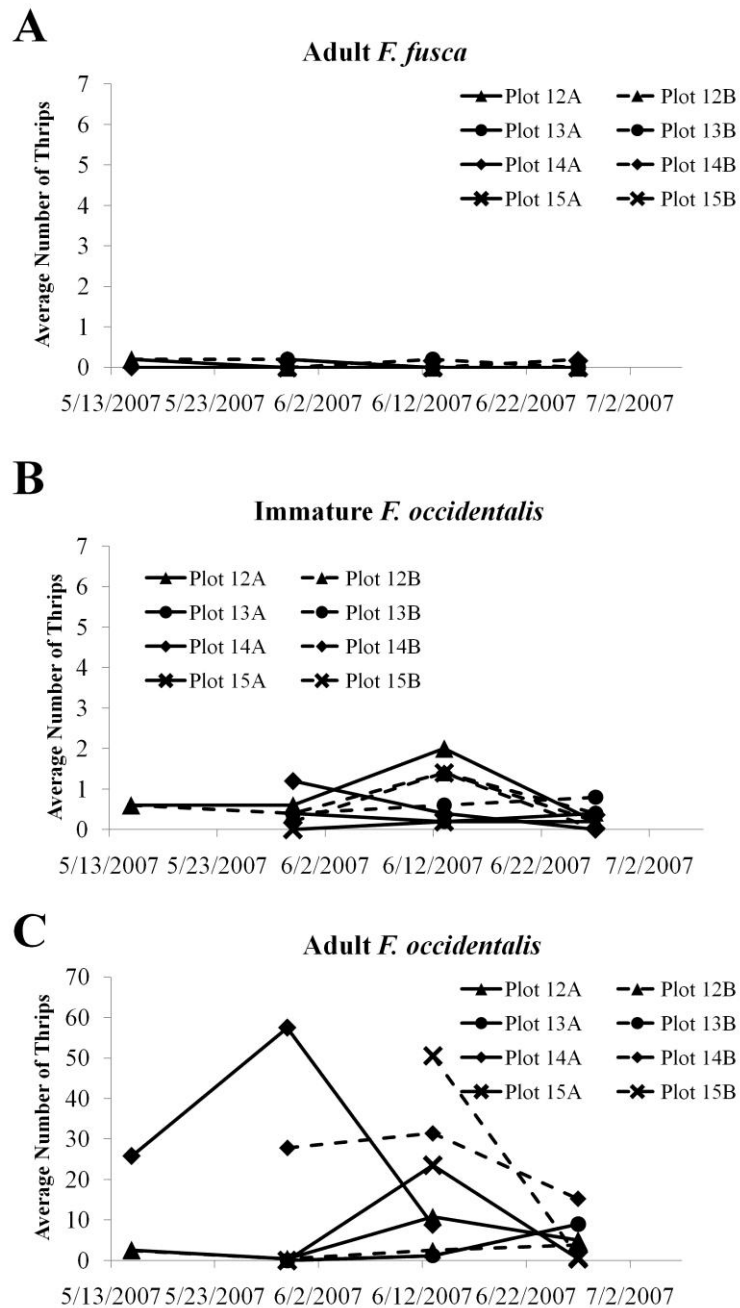 A
Adult F. fusca
Average Number of Thrips
7
6
5
4
3
2
1
0
Plot 12A Plot 12B
Plot 13A Plot 13B
Plot 14A Plot 14B
Plot 15A Plot 15B
5/13/2007 5/23/2007 6/2/2007 6/12/2007 6/22/2007 7/2/2007
B
Immature F. occidentalis
Average Number of Thrips
7
6
5
4
3
2
1
0
Plot 12A Plot 12B
Plot 13A Plot 13B
Plot 14A Plot 14B
Plot 15A Plot 15B
5/13/2007 5/23/2007 6/2/2007 6/12/2007 6/22/2007 7/2/2007
C
Adult F. occidentalis
Average Number of Thrips
70
60
50
40
30
20
10
0
Plot 12A Plot 12B
Plot 13A Plot 13B
Plot 14A Plot 14B
Plot 15A Plot 15B
5/13/2007 5/23/2007 6/2/2007 6/12/2007 6/22/2007 7/2/2007